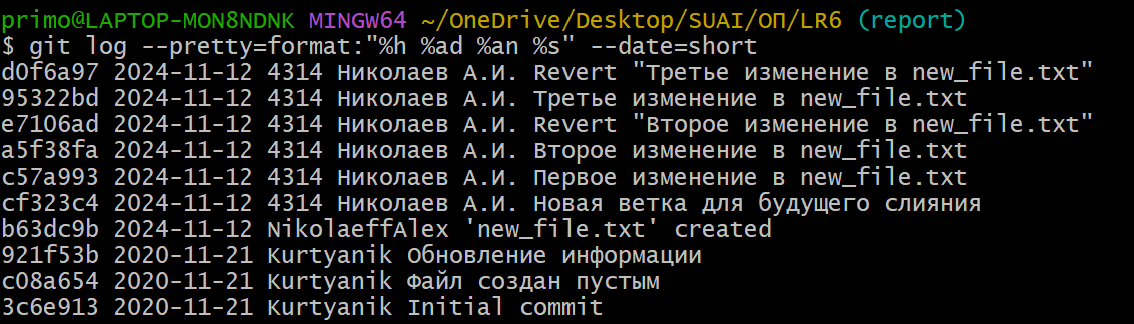 primo@LAPTOP-MON8NDNK MINGW64 ~/OneDrive/Desktop/SUAI/ОП/LR6 (report)
$ git log --pretty=format:"%h %ad %an %s" --date=short
d0f6a97 2024-11-12 4314 Николаев А.И. Revert "Третье изменение в new_file.txt"
95322bd 2024-11-12 4314 Николаев А.И. Третье изменение в new_file.txt
e7106ad 2024-11-12 4314 Николаев А.И. Revert "Второе изменение в new_file.txt"
a5f38fa 2024-11-12 4314 Николаев А.И. Второе изменение в new_file.txt
c57a993 2024-11-12 4314 Николаев А.И. Первое изменение в new_file.txt
cf323c4 2024-11-12 4314 Николаев А.И. Новая ветка для будущего слияния
b63dc9b 2024-11-12 NikolaeffAlex 'new_file.txt' created
921f53b 2020-11-21 Kurtyanik Обновление информации
c08a654 2020-11-21 Kurtyanik Файл создан пустым
3c6e913 2020-11-21 Kurtyanik Initial commit